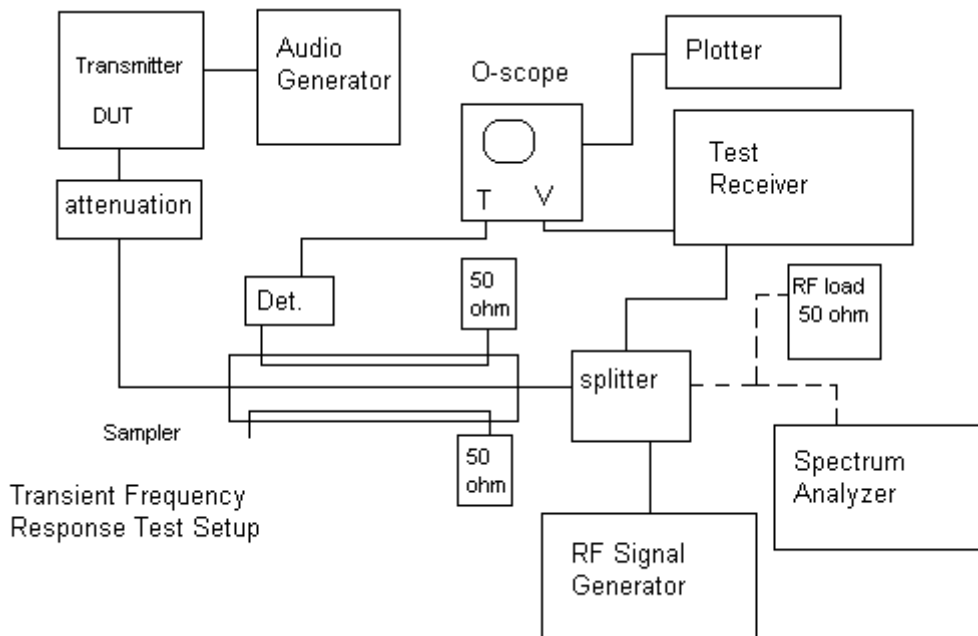 Transmitter
DUT
Audio
Generator
O-scope
Plotter
T V
Test
Receiver
attenuation
Det.
50
ohm
RF load
50 ohm
splitter
Sampler
50
ohm
Spectrum
Analyzer
Transient Frequency
Response Test Setup
RF Signal
Generator